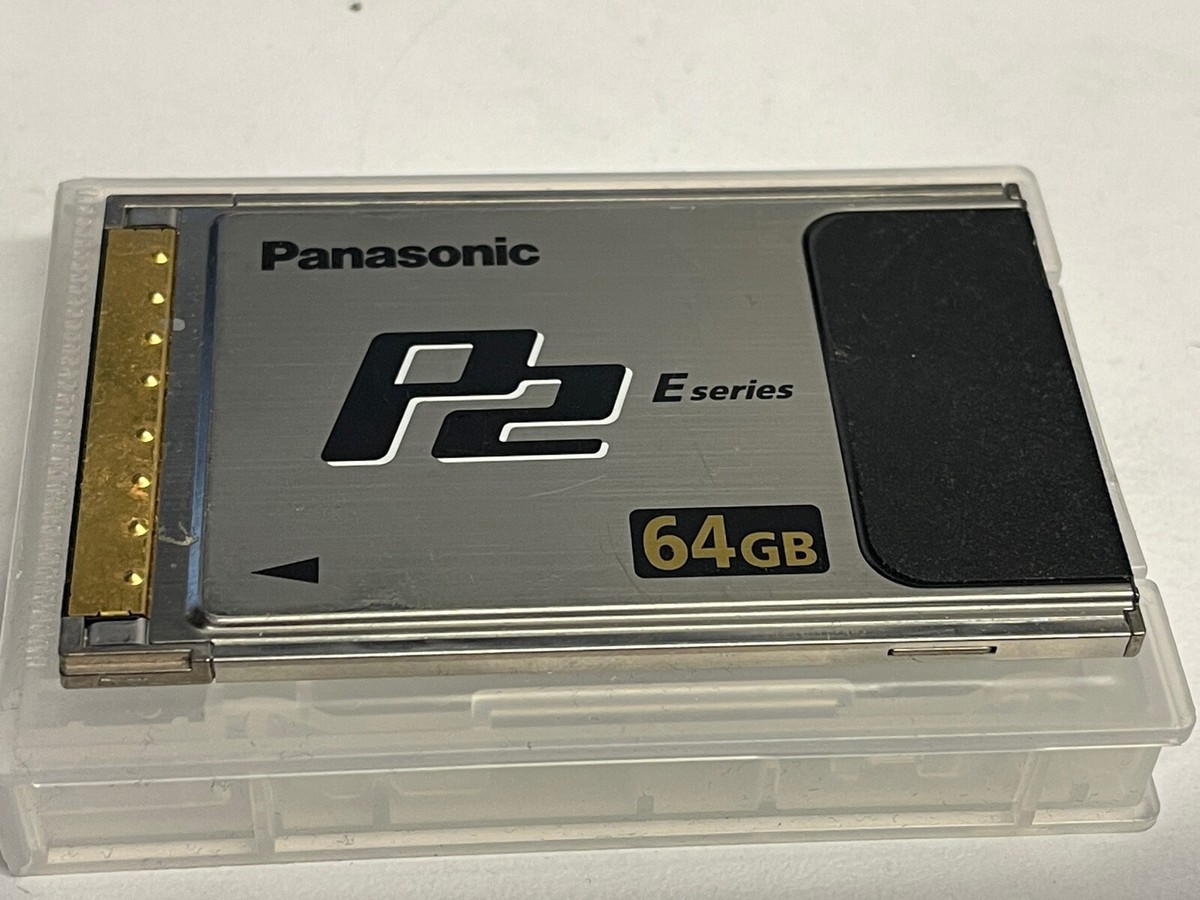 Panasonic
P2 E series
64GB